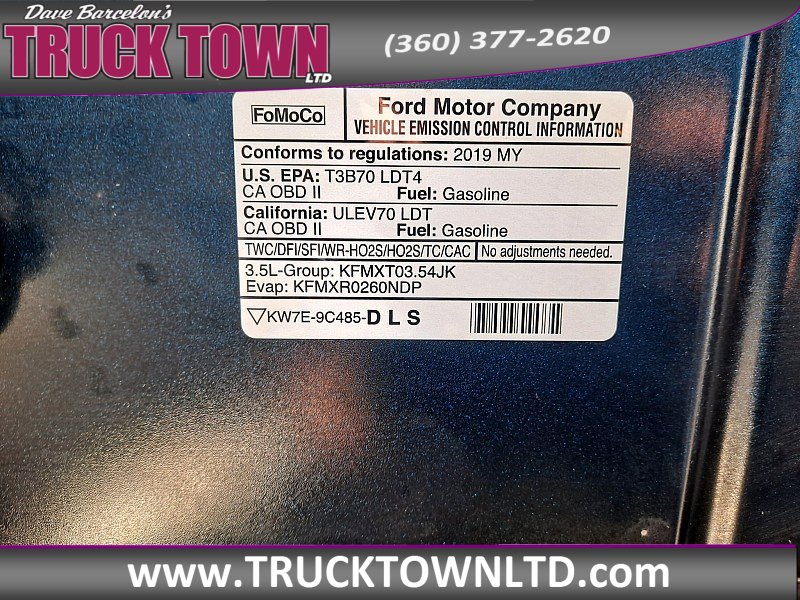 Dave Barcelon's
TRUCK TOWN
LTD
(360) 377-2620
FoMoCo
Ford Motor Company
VEHICLE EMISSION CONTROL INFORMATION
Conforms to regulations: 2019 MY
U.S. EPA: T3B70 LDT4
CA OBD II Fuel: Gasoline
California: ULEV70 LDT
CA OBD II Fuel: Gasoline
TWC/DFI/SFI/WR-HO2S/HO2S/TC/CAC No adjustments needed.
3.5L-Group: KFMXT03.54JK
Evap: KFMXR0260NDP
KW7E-9C485-D L S
www.TRUCKTOWNLTD.com